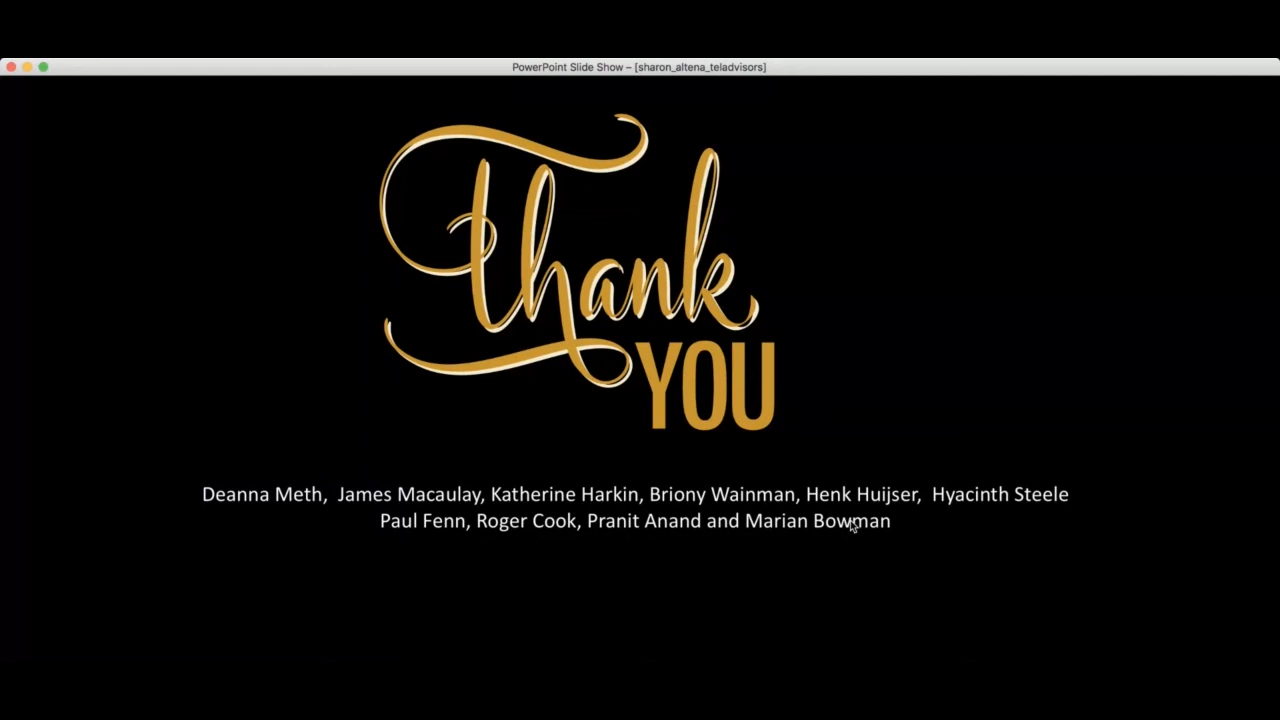 PowerPoint Slide Show – [sharon_altena_teladvisors]
Thank
YOU
Deanna Meth,  James Macaulay, Katherine Harkin, Briony Wainman, Henk Huijser,  Hyacinth Steele
Paul Fenn, Roger Cook, Pranit Anand and Marian Bowman